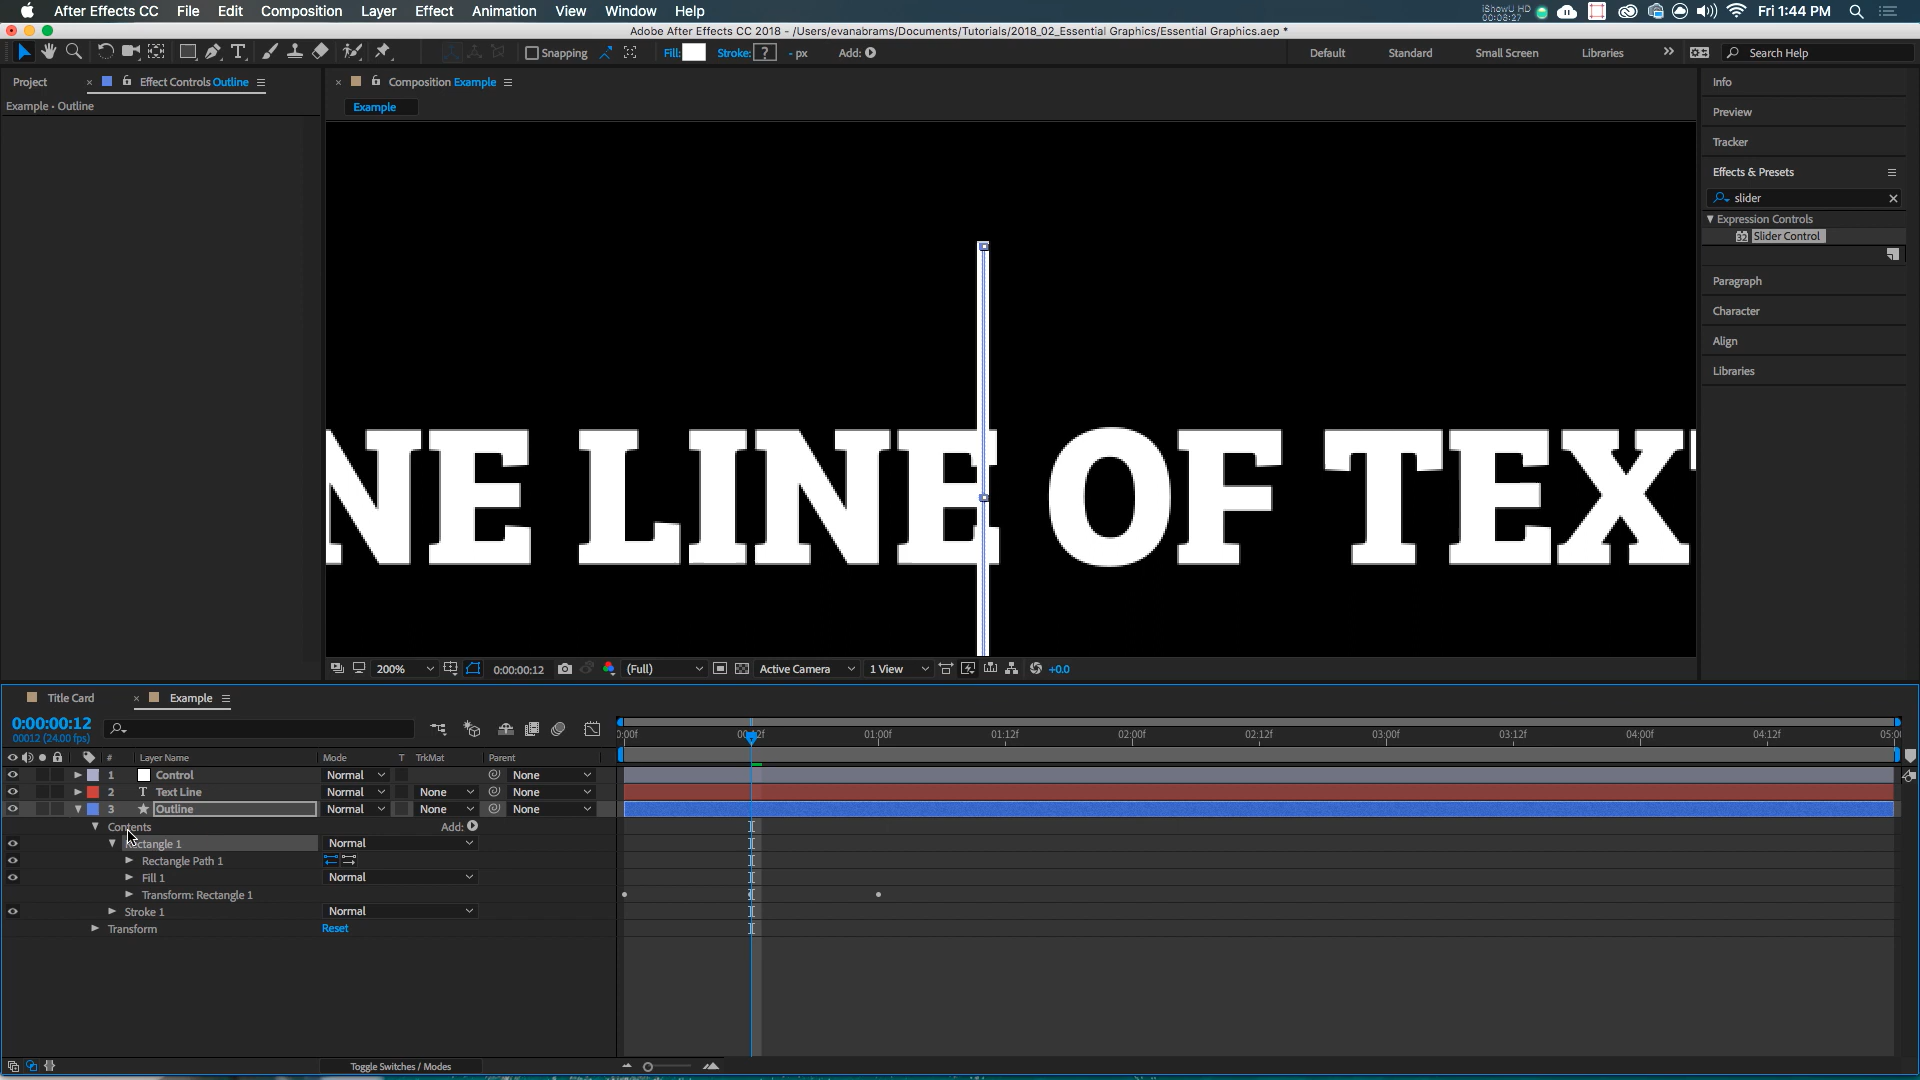 After Effects CC File Edit Composition Layer Effect Animation View Window Help iShowU HD 00:08:27 Fri 1:44 PM
Adobe After Effects CC 2018 - /Users/evanabrams/Documents/Tutorials/2018_02_Essential Graphics/Essential Graphics.aep *
T Snapping Fill: Stroke: ? - px Add: Default Standard Small Screen Libraries » Search Help
Project × Effect Controls Outline × Composition Example Info
Example • Outline Example
Preview
Tracker
Effects & Presets
slider
Expression Controls
32 Slider Control
Paragraph
Character
Align
Libraries
NE LINE OF TEXT
200% 0:00:00:12 (Full) Active Camera 1 View +0.0
Title Card × Example
0:00:00:12
00012 (24.00 fps)
01:00f 01:12f 02:00f 02:12f 03:00f 03:12f 04:00f 04:12f
# Layer Name Mode T TrkMat Parent
1 Control Normal None
2 T Text Line Normal None None
3 Outline Normal None None
Contents Add:
Rectangle 1 Normal
Rectangle Path 1
Fill 1 Normal
Transform: Rectangle 1
Stroke 1 Normal
Transform Reset
Toggle Switches / Modes